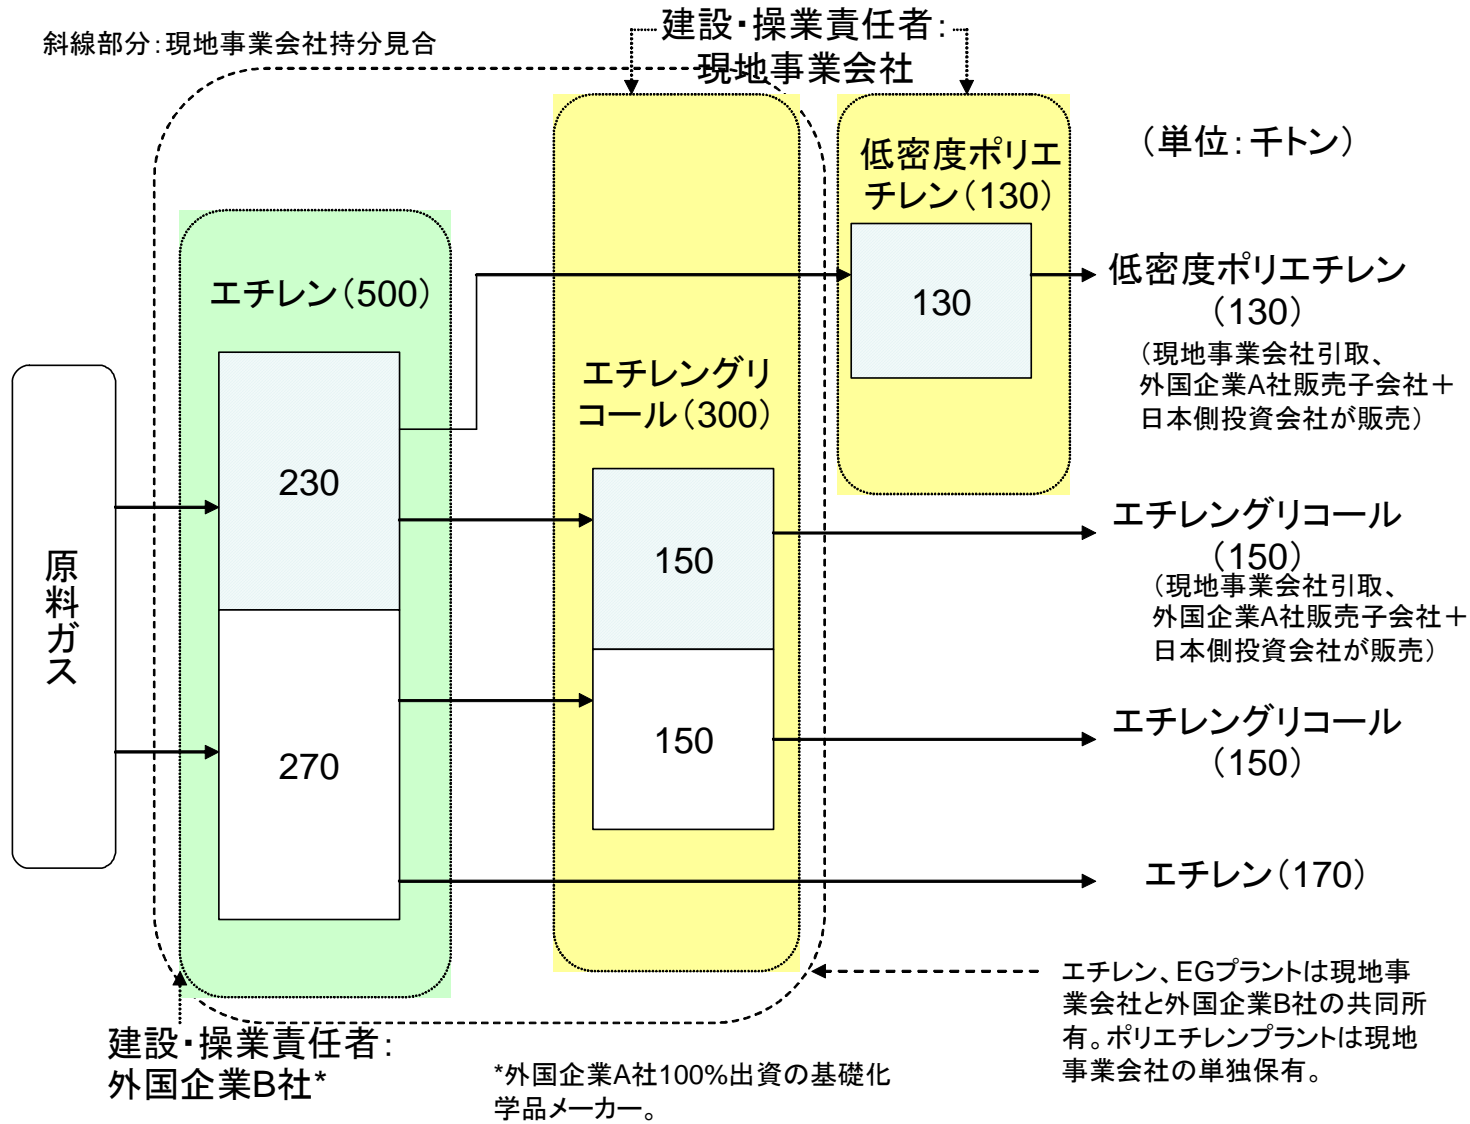 斜線部分：現地事業会社持分見合
建設・操業責任者：
現地事業会社
（単位：千トン）
低密度ポリエ
チレン（130）
130
低密度ポリエチレン
（130）
（現地事業会社引取、
外国企業A社販売子会社＋
日本側投資会社が販売）
エチレン（500）
230
270
エチレングリ
コール（300）
150
150
原料ガス
エチレングリコール
（150）
（現地事業会社引取、
外国企業A社販売子会社＋
日本側投資会社が販売）
エチレングリコール
（150）
エチレン（170）
エチレン、EGプラントは現地事
業会社と外国企業B社の共同所
有。ポリエチレンプラントは現地
事業会社の単独保有。
建設・操業責任者：
外国企業B社*
*外国企業A社100%出資の基礎化
学品メーカー。